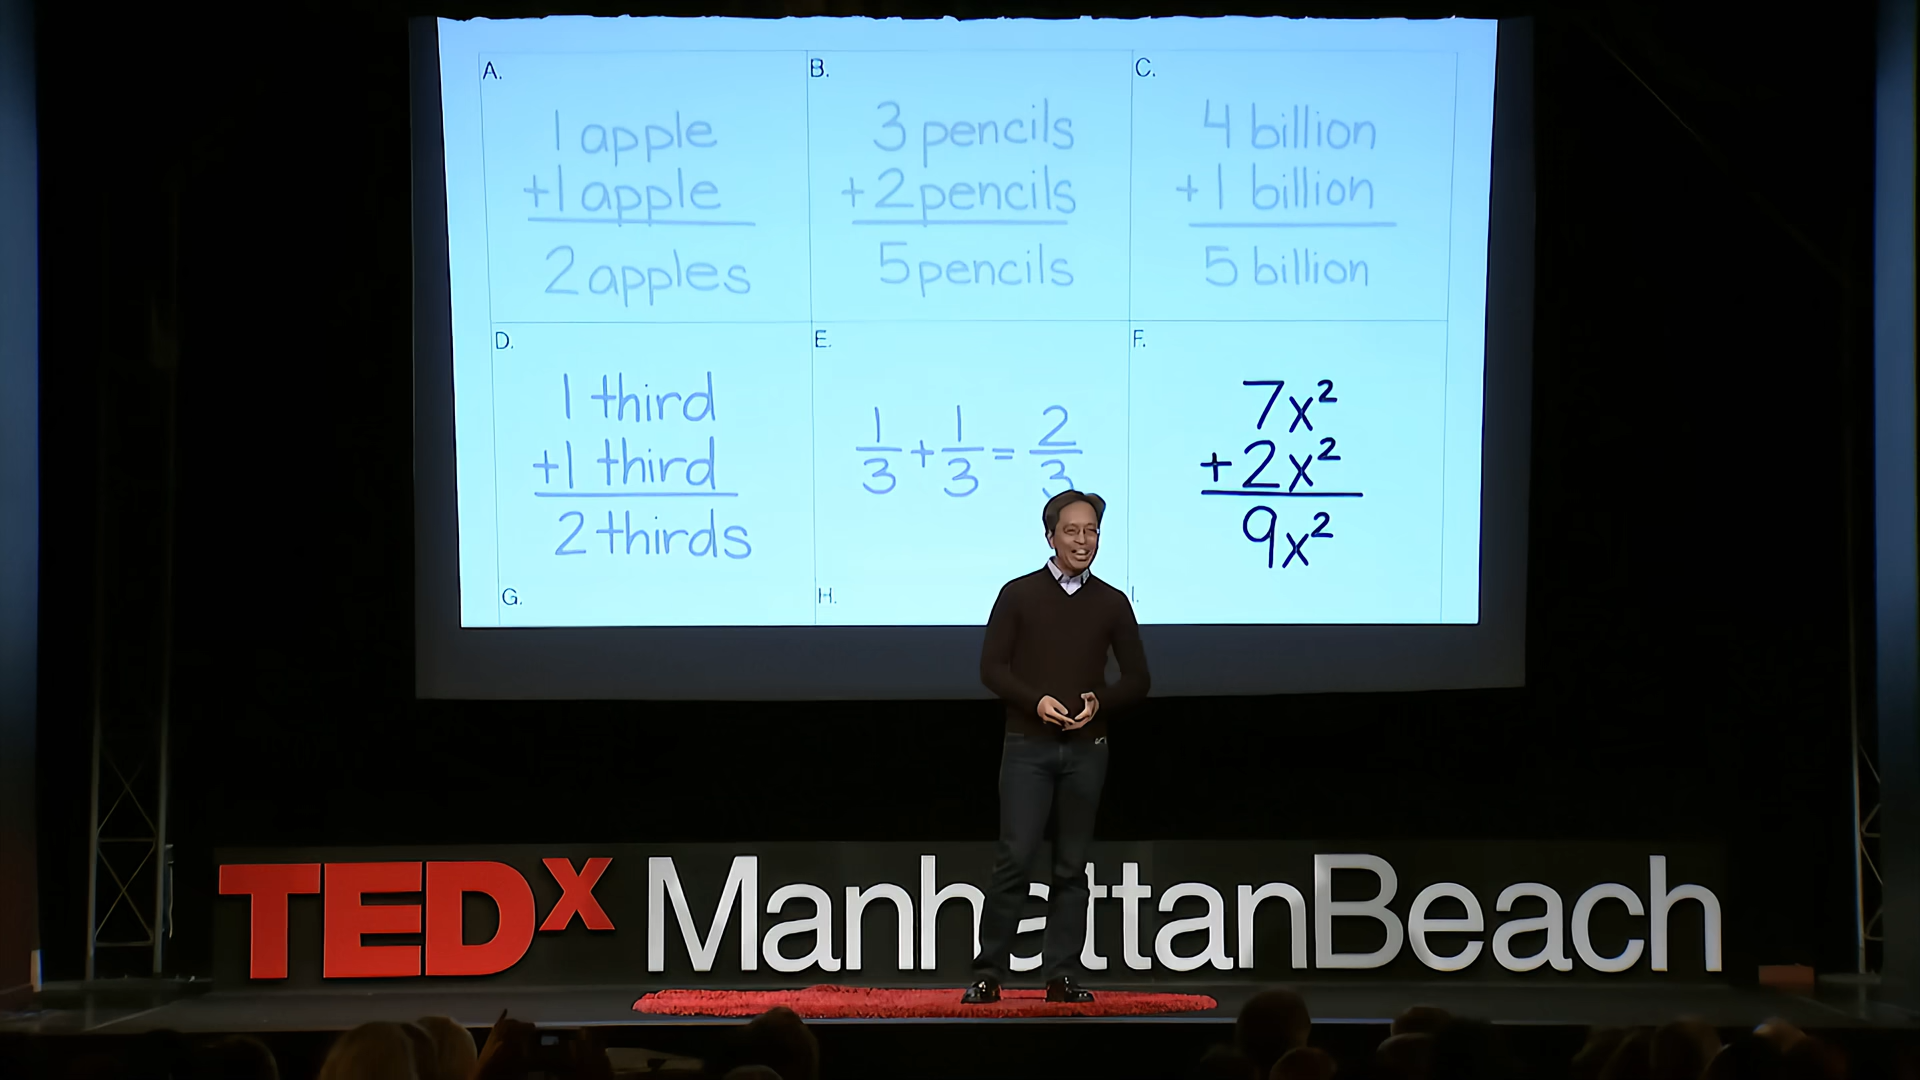 A.
1 apple
+1 apple
2 apples
B.
3 pencils
+2 pencils
5 pencils
C.
4 billion
+1 billion
5 billion
D.
1 third
+1 third
2 thirds
E.
1/3 + 1/3 = 2/3
F.
7x²
+2x²
9x²
G.
H.
I.
TEDx ManhattanBeach